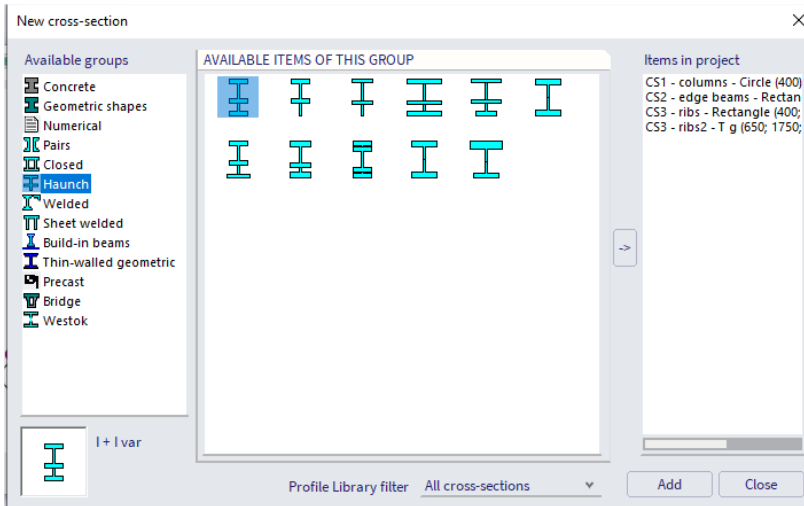 New cross-section
Available groups
Concrete
Geometric shapes
Numerical
Pairs
Closed
Haunch
Welded
Sheet welded
Build-in beams
Thin-walled geometric
Precast
Bridge
Westok
I + I var
AVAILABLE ITEMS OF THIS GROUP
Profile Library filter
All cross-sections
->
Items in project
CS1 - columns - Circle (400)
CS2 - edge beams - Rectan
CS3 - ribs - Rectangle (400;
CS3 - ribs2 - T g (650; 1750;
Add
Close